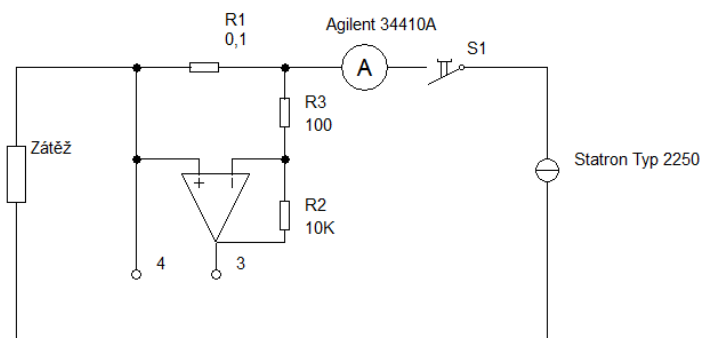 R1
0,1
Agilent 34410A
S1
A
R3
100
Zátěž
Statron Typ 2250
+
−
R2
10K
4
3